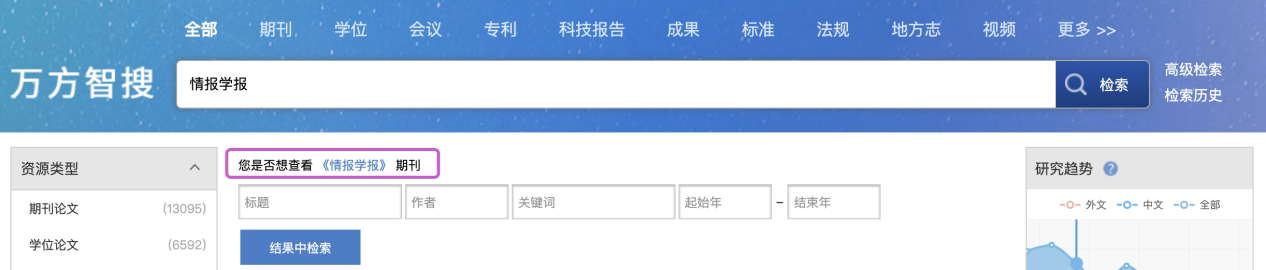 全部 期刊 学位 会议 专利 科技报告 成果 标准 法规 地方志 视频 更多 >>
万方智搜
情报学报
检索
高级检索
检索历史
资源类型
期刊论文 (13095)
学位论文 (6592)
您是否想查看 《情报学报》 期刊
标题 作者 关键词 起始年 – 结束年
结果中检索
研究趋势 ?
外文 中文 全部